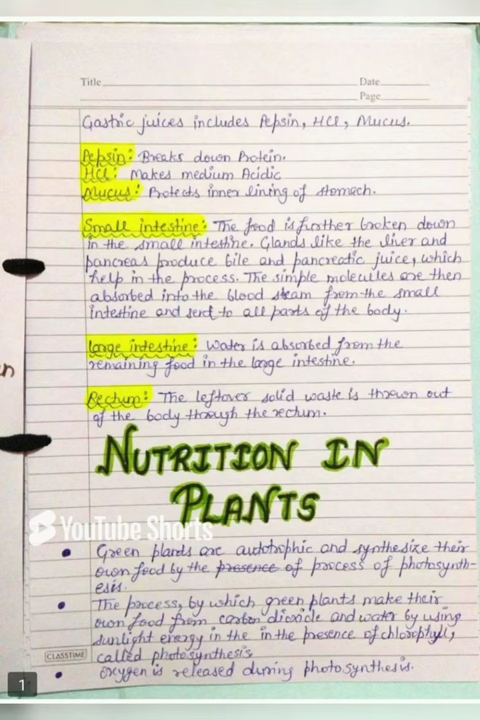 Title
Date
Page
Gastric juices includes Pepsin, HCl, Mucus.
Pepsin: Breaks down Protein.
HCl: Makes medium Acidic
Mucus: Protects inner lining of stomach.
Small intestine: The food is further broken down
in the small intestine. Glands like the liver and
pancreas produce bile and pancreatic juice, which
help in the process. The simple molecules are then
absorbed into the blood steam from the small
intestine and sent to all parts of the body.
Large intestine: Water is absorbed from the
remaining food in the large intestine.
Rectum: The leftover solid waste is thrown out
of the body through the rectum.
NUTRITION IN
PLANTS
YouTube Shorts
• Green plants are autotrophic and synthesize their
own food by the presence of process of photosynth-
esis.
• The process, by which green plants make their
own food from carbon dioxide and water by using
sunlight energy in the in the presence of chlorophyll,
called photosynthesis
• Oxygen is released during photosynthesis.
CLASSTIME
1